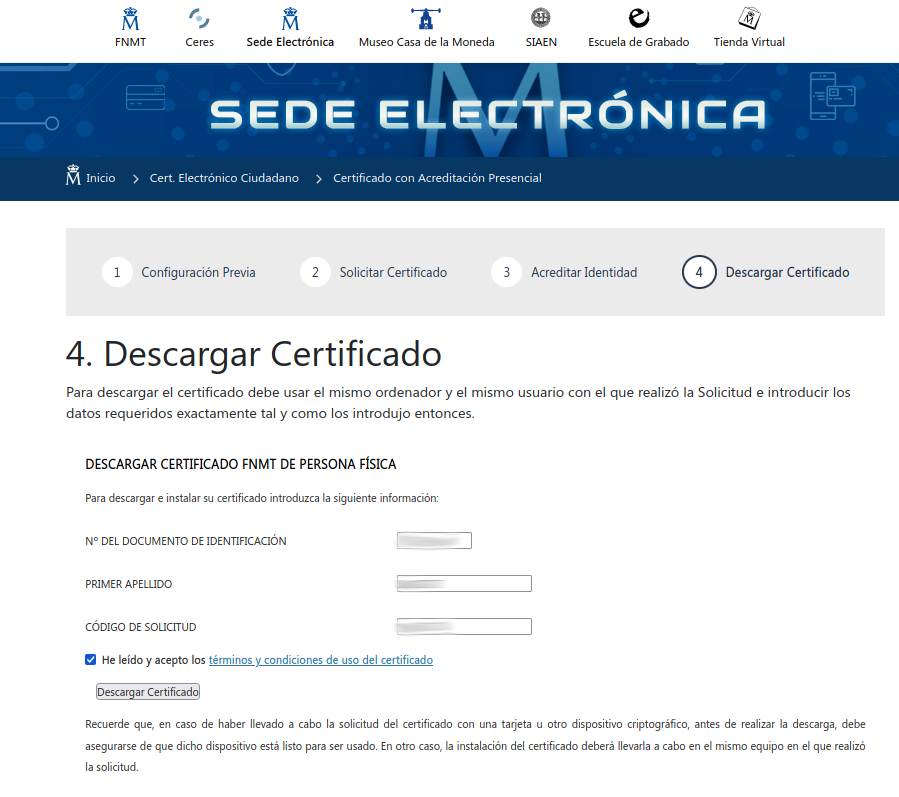 FNMT
Ceres
Sede Electrónica
Museo Casa de la Moneda
SIAEN
Escuela de Grabado
Tienda Virtual
SEDE ELECTRÓNICA
Inicio > Cert. Electrónico Ciudadano > Certificado con Acreditación Presencial
1 Configuración Previa
2 Solicitar Certificado
3 Acreditar Identidad
4 Descargar Certificado
4. Descargar Certificado
Para descargar el certificado debe usar el mismo ordenador y el mismo usuario con el que realizó la Solicitud e introducir los
datos requeridos exactamente tal y como los introdujo entonces.
DESCARGAR CERTIFICADO FNMT DE PERSONA FÍSICA
Para descargar e instalar su certificado introduzca la siguiente información:
Nº DEL DOCUMENTO DE IDENTIFICACIÓN
PRIMER APELLIDO
CÓDIGO DE SOLICITUD
He leído y acepto los términos y condiciones de uso del certificado
Descargar Certificado
Recuerde que, en caso de haber llevado a cabo la solicitud del certificado con una tarjeta u otro dispositivo criptográfico, antes de realizar la descarga, debe
asegurarse de que dicho dispositivo está listo para ser usado. En otro caso, la instalación del certificado deberá llevarla a cabo en el mismo equipo en el que realizó
la solicitud.